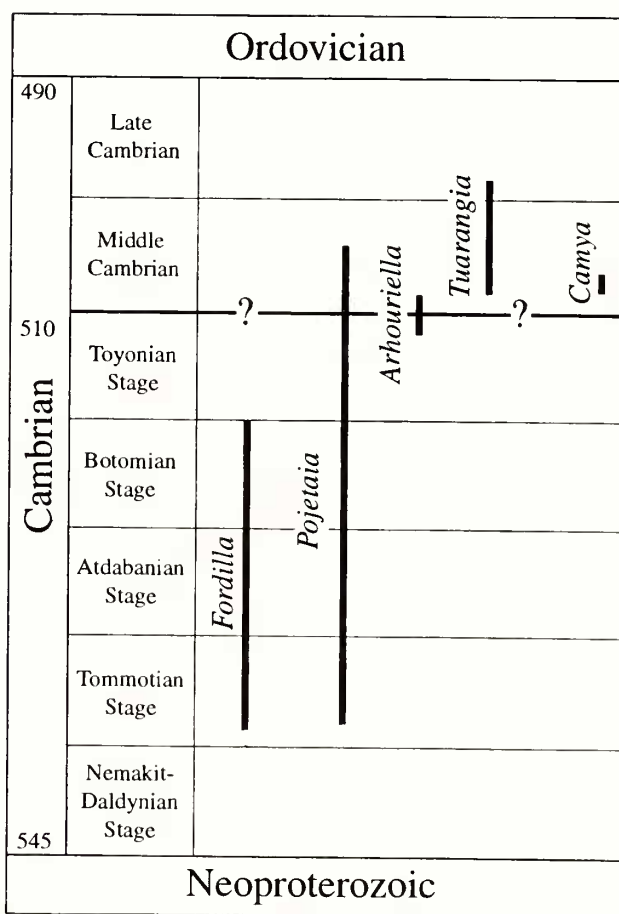 Ordovician
490
Late
Cambrian
Middle
Cambrian
510
Toyonian
Stage
Botomian
Stage
Atdabanian
Stage
Tommotian
Stage
Nemakit-
Daldynian
Stage
545
Cambrian
Fordilla
?
Pojetaia
Arhouriella
Tuarangia
?
Camya
Neoproterozoic